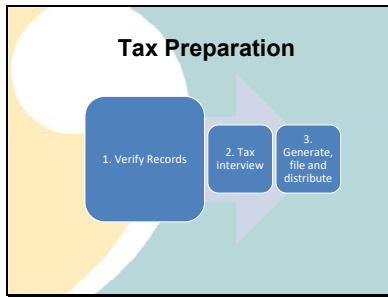 Tax Preparation
1. Verify Records
2. Tax
interview
3.
Generate,
file and
distribute